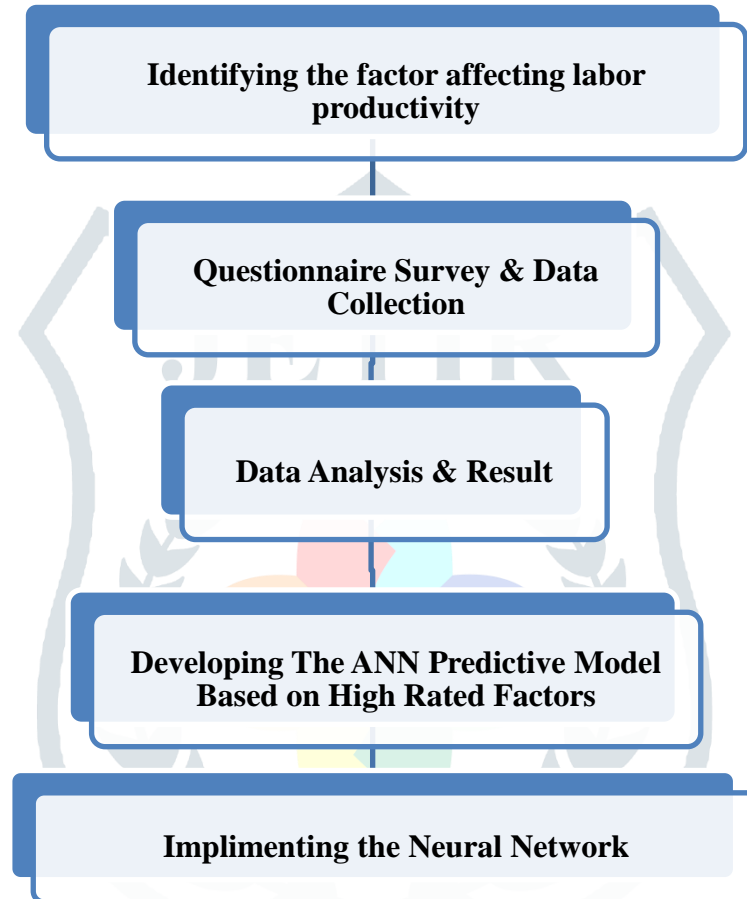 Identifying the factor affecting labor
productivity
Questionnaire Survey & Data
Collection
JETIR
Data Analysis & Result
Developing The ANN Predictive Model
Based on High Rated Factors
Implimenting the Neural Network